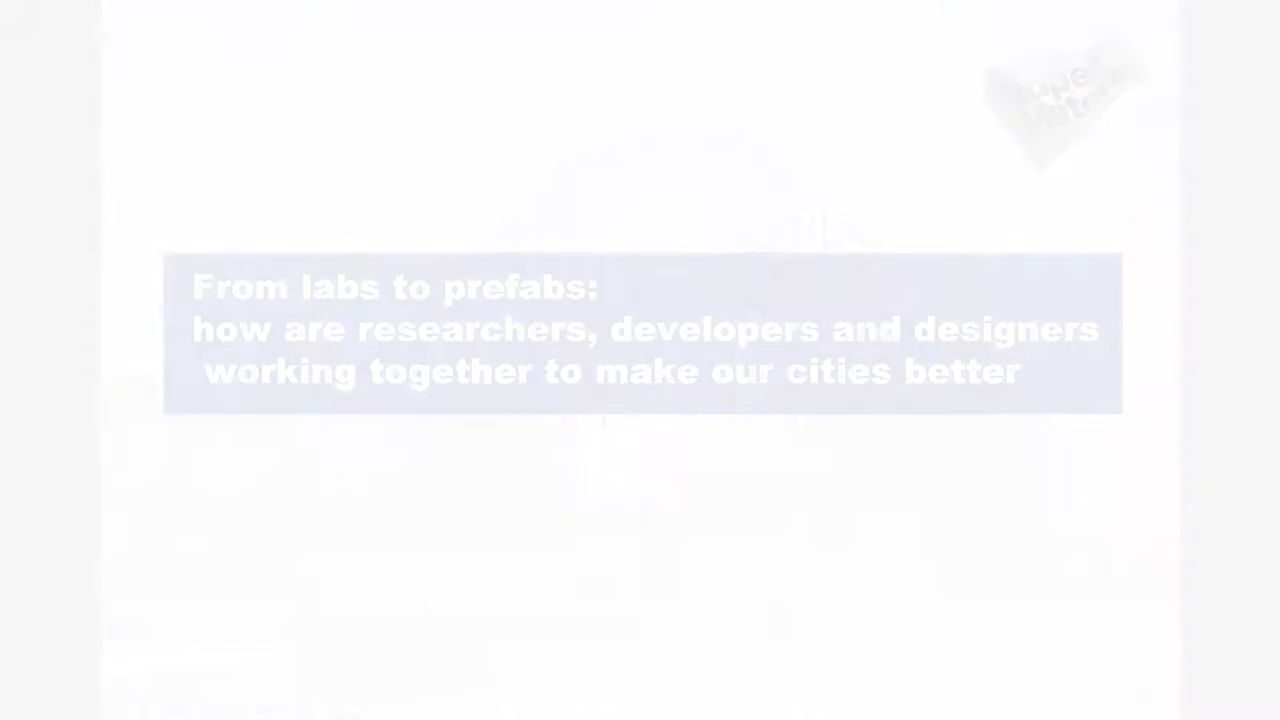 From labs to prefabs:
how are researchers, developers and designers
working together to make our cities better